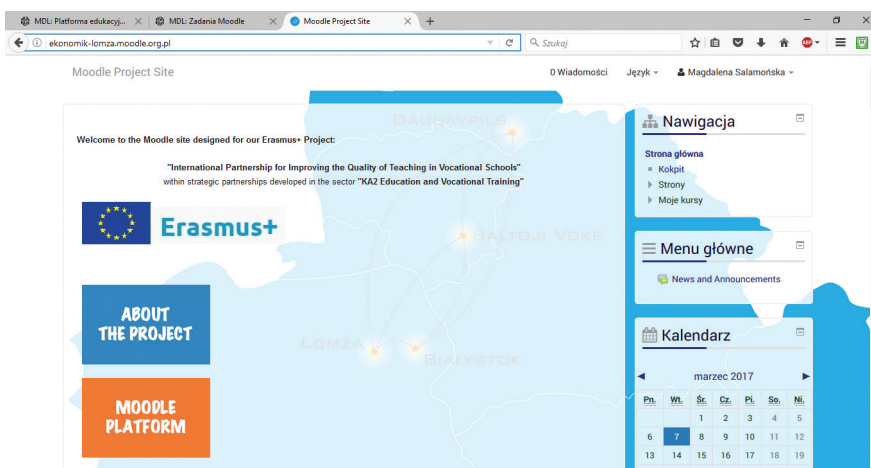 MDL: Platforma edukacyj...
MDL: Zadania Moodle
Moodle Project Site
ekonomik-lomza.moodle.org.pl
Szukaj
ABP
Moodle Project Site
0 Wiadomości
Język
Magdalena Salamońska
Welcome to the Moodle site designed for our Erasmus+ Project:
"International Partnership for Improving the Quality of Teaching in Vocational Schools"
within strategic partnerships developed in the sector "KA2 Education and Vocational Training"
Erasmus+
ABOUT
THE PROJECT
MOODLE
PLATFORM
DAUGAVPILS
BALTOJI VOKE
LOMŻA
BIAŁYSTOK
Nawigacja
Strona główna
Kokpit
Strony
Moje kursy
Menu główne
News and Announcements
Kalendarz
marzec 2017
Pn. Wt. Śr. Cz. Pi. So. Ni.
1 2 3 4 5
6 7 8 9 10 11 12
13 14 15 16 17 18 19